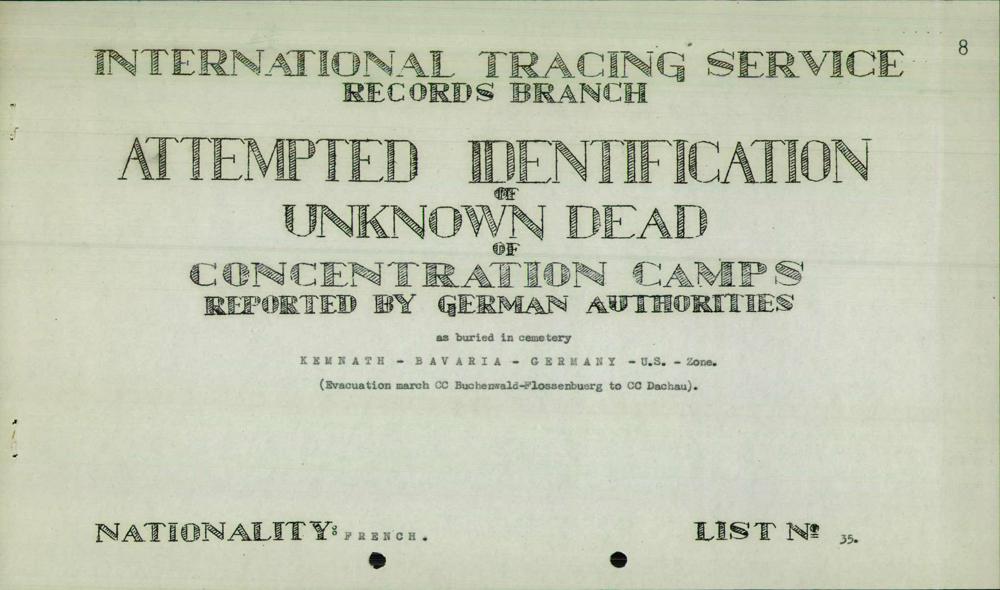 8
INTERNATIONAL TRACING SERVICE
RECORDS BRANCH
ATTEMPTED IDENTIFICATION
OF
UNKNOWN DEAD
OF
CONCENTRATION CAMPS
REPORTED BY GERMAN AUTHORITIES
as buried in cemetery
KEMNATH - BAVARIA - GERMANY - U.S. - Zone.
(Evacuation march CC Buchenwald-Flossenbuerg to CC Dachau).
NATIONALITY: FRENCH. LIST Nº 35.